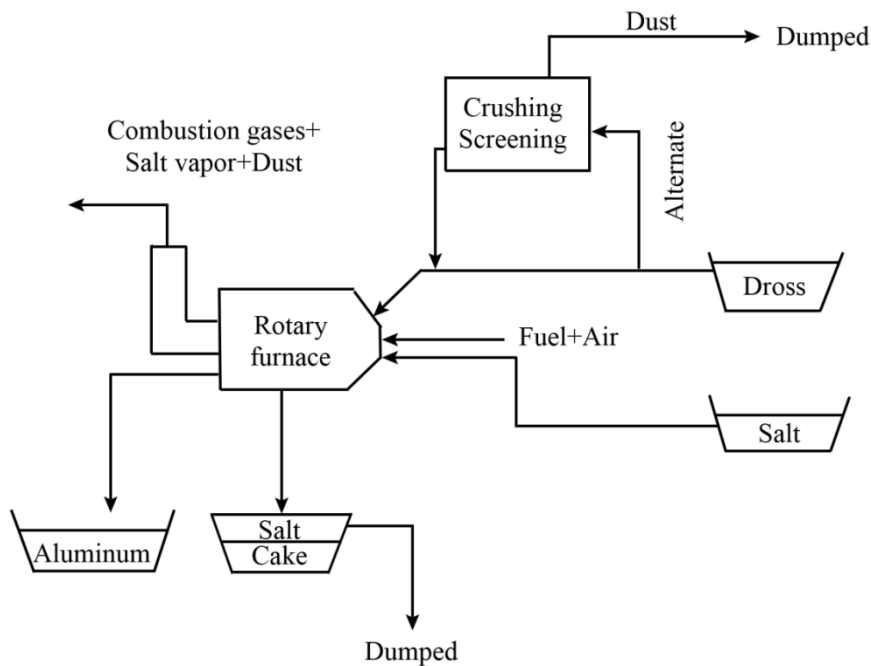 Dust
Dumped
Crushing
Screening
Combustion gases+
Salt vapor+Dust
Alternate
Dross
Rotary
furnace
Fuel+Air
Salt
Aluminum
Salt
Cake
Dumped